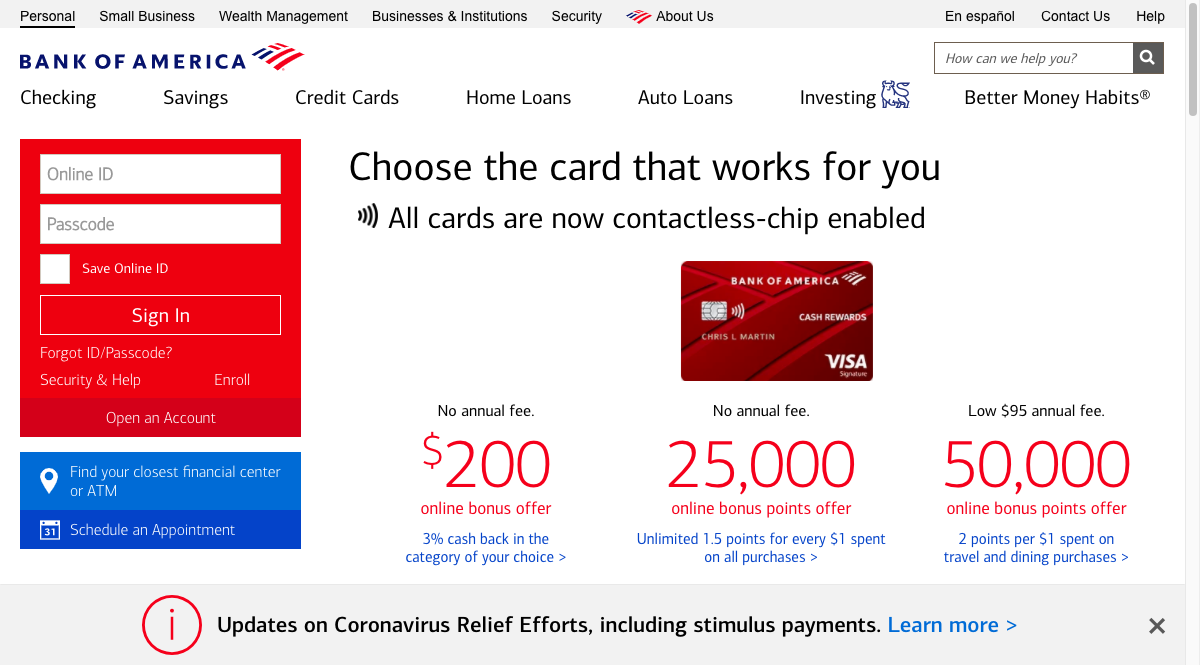 Personal Small Business Wealth Management Businesses & Institutions Security About Us En español Contact Us Help
BANK OF AMERICA
How can we help you?
Checking Savings Credit Cards Home Loans Auto Loans Investing Better Money Habits®
Online ID
Passcode
Save Online ID
Sign In
Forgot ID/Passcode?
Security & Help Enroll
Open an Account
Find your closest financial center
or ATM
31 Schedule an Appointment
Choose the card that works for you
All cards are now contactless-chip enabled
BANK OF AMERICA
CASH REWARDS
CHRIS L MARTIN
VISA
Signature
No annual fee.
$200
online bonus offer
3% cash back in the
category of your choice >
No annual fee.
25,000
online bonus points offer
Unlimited 1.5 points for every $1 spent
on all purchases >
Low $95 annual fee.
50,000
online bonus points offer
2 points per $1 spent on
travel and dining purchases >
i Updates on Coronavirus Relief Efforts, including stimulus payments. Learn more >